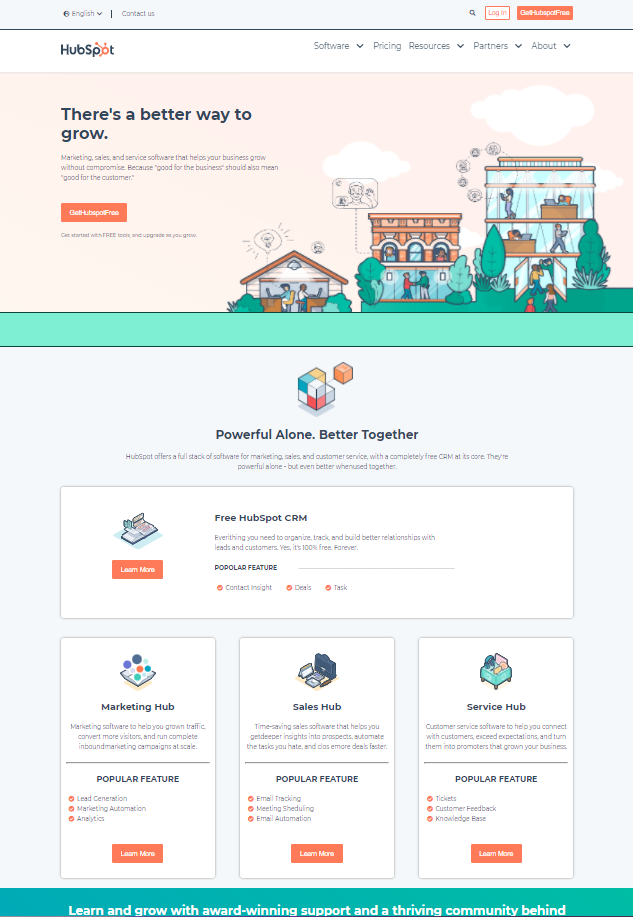 English
Contact us
Log In
GetHubspotFree
HubSpot
Software
Pricing
Resources
Partners
About
There's a better way to
grow.
Marketing, sales, and service software that helps your business grow
without compromise. Because "good for the business" should also mean
"good for the customer."
GetHubspotFree
Get started with FREE tools, and upgrade as you grow.
Powerful Alone. Better Together
HubSpot offers a full stack of software for marketing, sales, and customer service, with a completely free CRM at its core. They're
powerful alone - but even better whenused together.
Free HubSpot CRM
Everithing you need to organize, track, and build better relationships with
leads and customers. Yes, it's 100% free. Forever.
Learn More
POPOLAR FEATURE
Contact Insight
Deals
Task
Marketing Hub
Marketing software to help you grown traffic,
convert more visitors, and run complete
inboundmarketing campaigns at scale.
POPULAR FEATURE
Lead Generation
Marketing Automation
Analytics
Learn More
Sales Hub
Time-saving sales software that helps you
getdeeper insights into prospects, automate
the tasks you hate, and clos emore deals faster.
POPULAR FEATURE
Email Tracking
Meeting Sheduling
Email Automation
Learn More
Service Hub
Customer service software to help you connect
with customers, exceed expectations, and turn
them into promotors that grown your business.
POPULAR FEATURE
Tickets
Customer Feedback
Knowledge Base
Learn More
Learn and grow with award-winning support and a thriving community behind